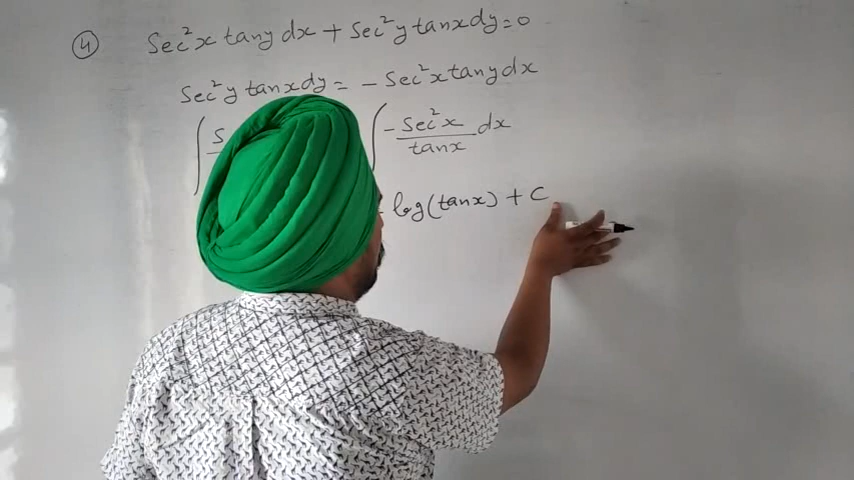 ④ Sec²x tany dx + Sec²y tanx dy = 0
Sec²y tanx dy = - Sec²x tany dx
∫ S ∫ -Sec²x/tanx dx
- log(tanx) + C